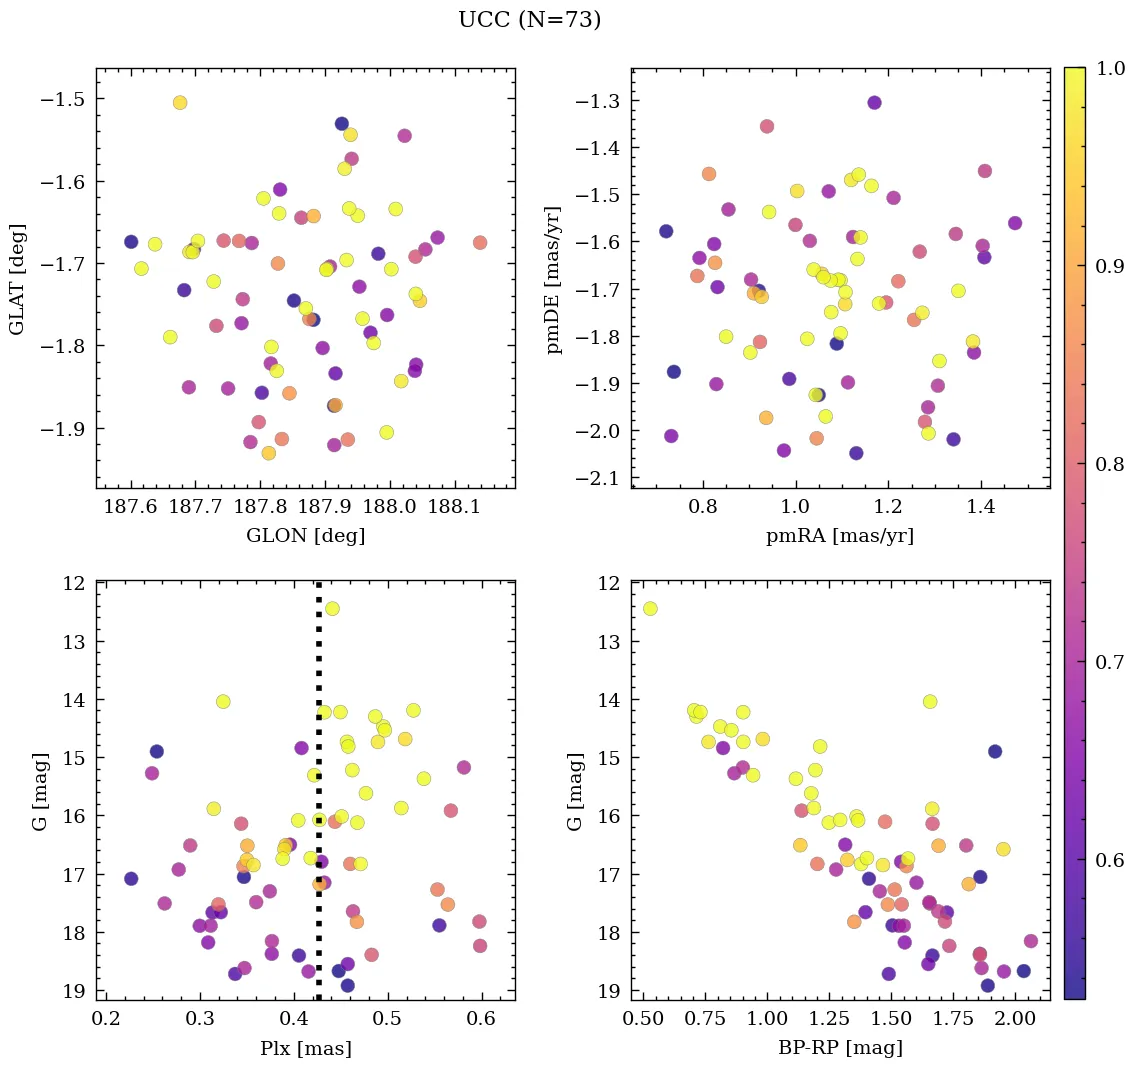 UCC (N=73)
−1.5
−1.6
−1.7
−1.8
−1.9
GLAT [deg]
187.6 187.7 187.8 187.9 188.0 188.1
GLON [deg]
−1.3
−1.4
−1.5
−1.6
−1.7
−1.8
−1.9
−2.0
−2.1
pmDE [mas/yr]
0.8 1.0 1.2 1.4
pmRA [mas/yr]
12
13
14
15
16
17
18
19
G [mag]
0.2 0.3 0.4 0.5 0.6
Plx [mas]
12
13
14
15
16
17
18
19
G [mag]
0.50 0.75 1.00 1.25 1.50 1.75 2.00
BP-RP [mag]
1.0
0.9
0.8
0.7
0.6